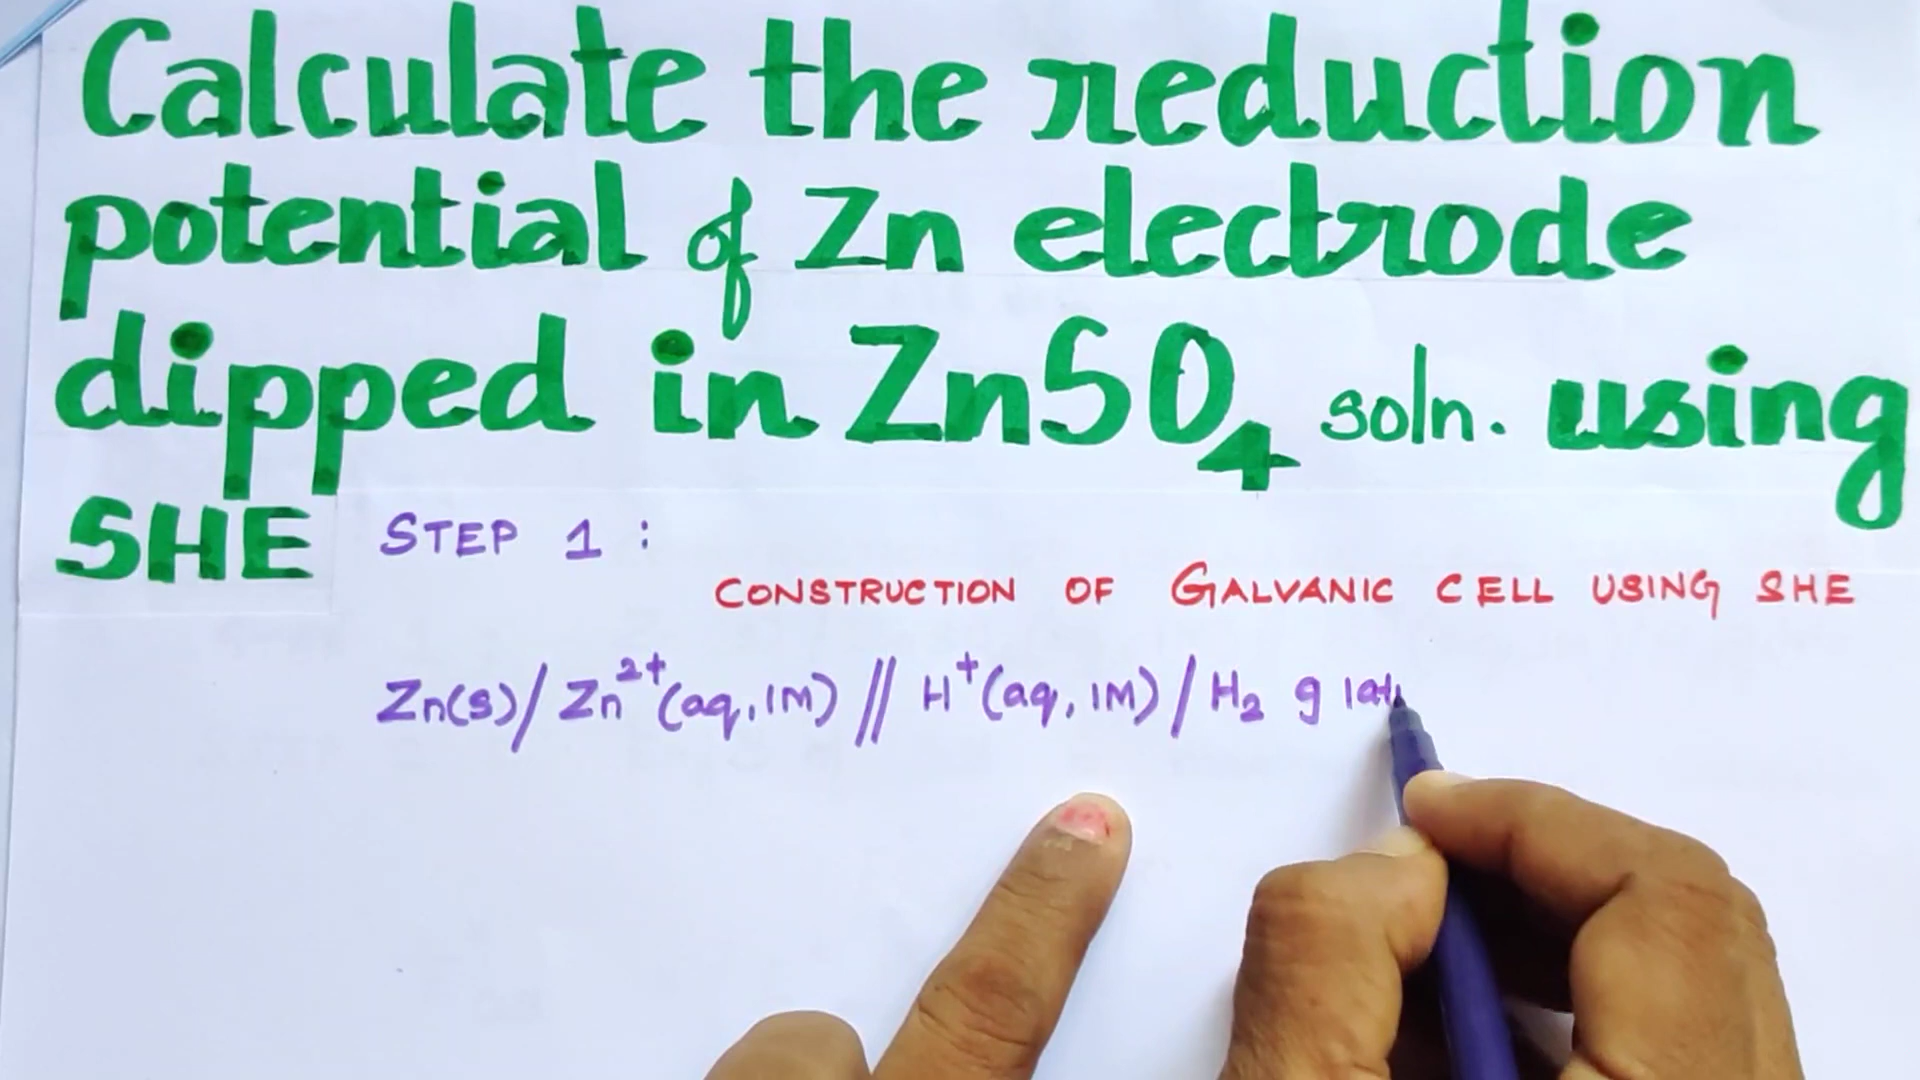 Calculate the reduction
potential of Zn electrode
dipped in ZnSO4 soln. using
SHE STEP 1 :
CONSTRUCTION OF GALVANIC CELL USING SHE
Zn(s)/ Zn²⁺(aq, 1M) // H⁺(aq, 1M) / H₂ g 1at